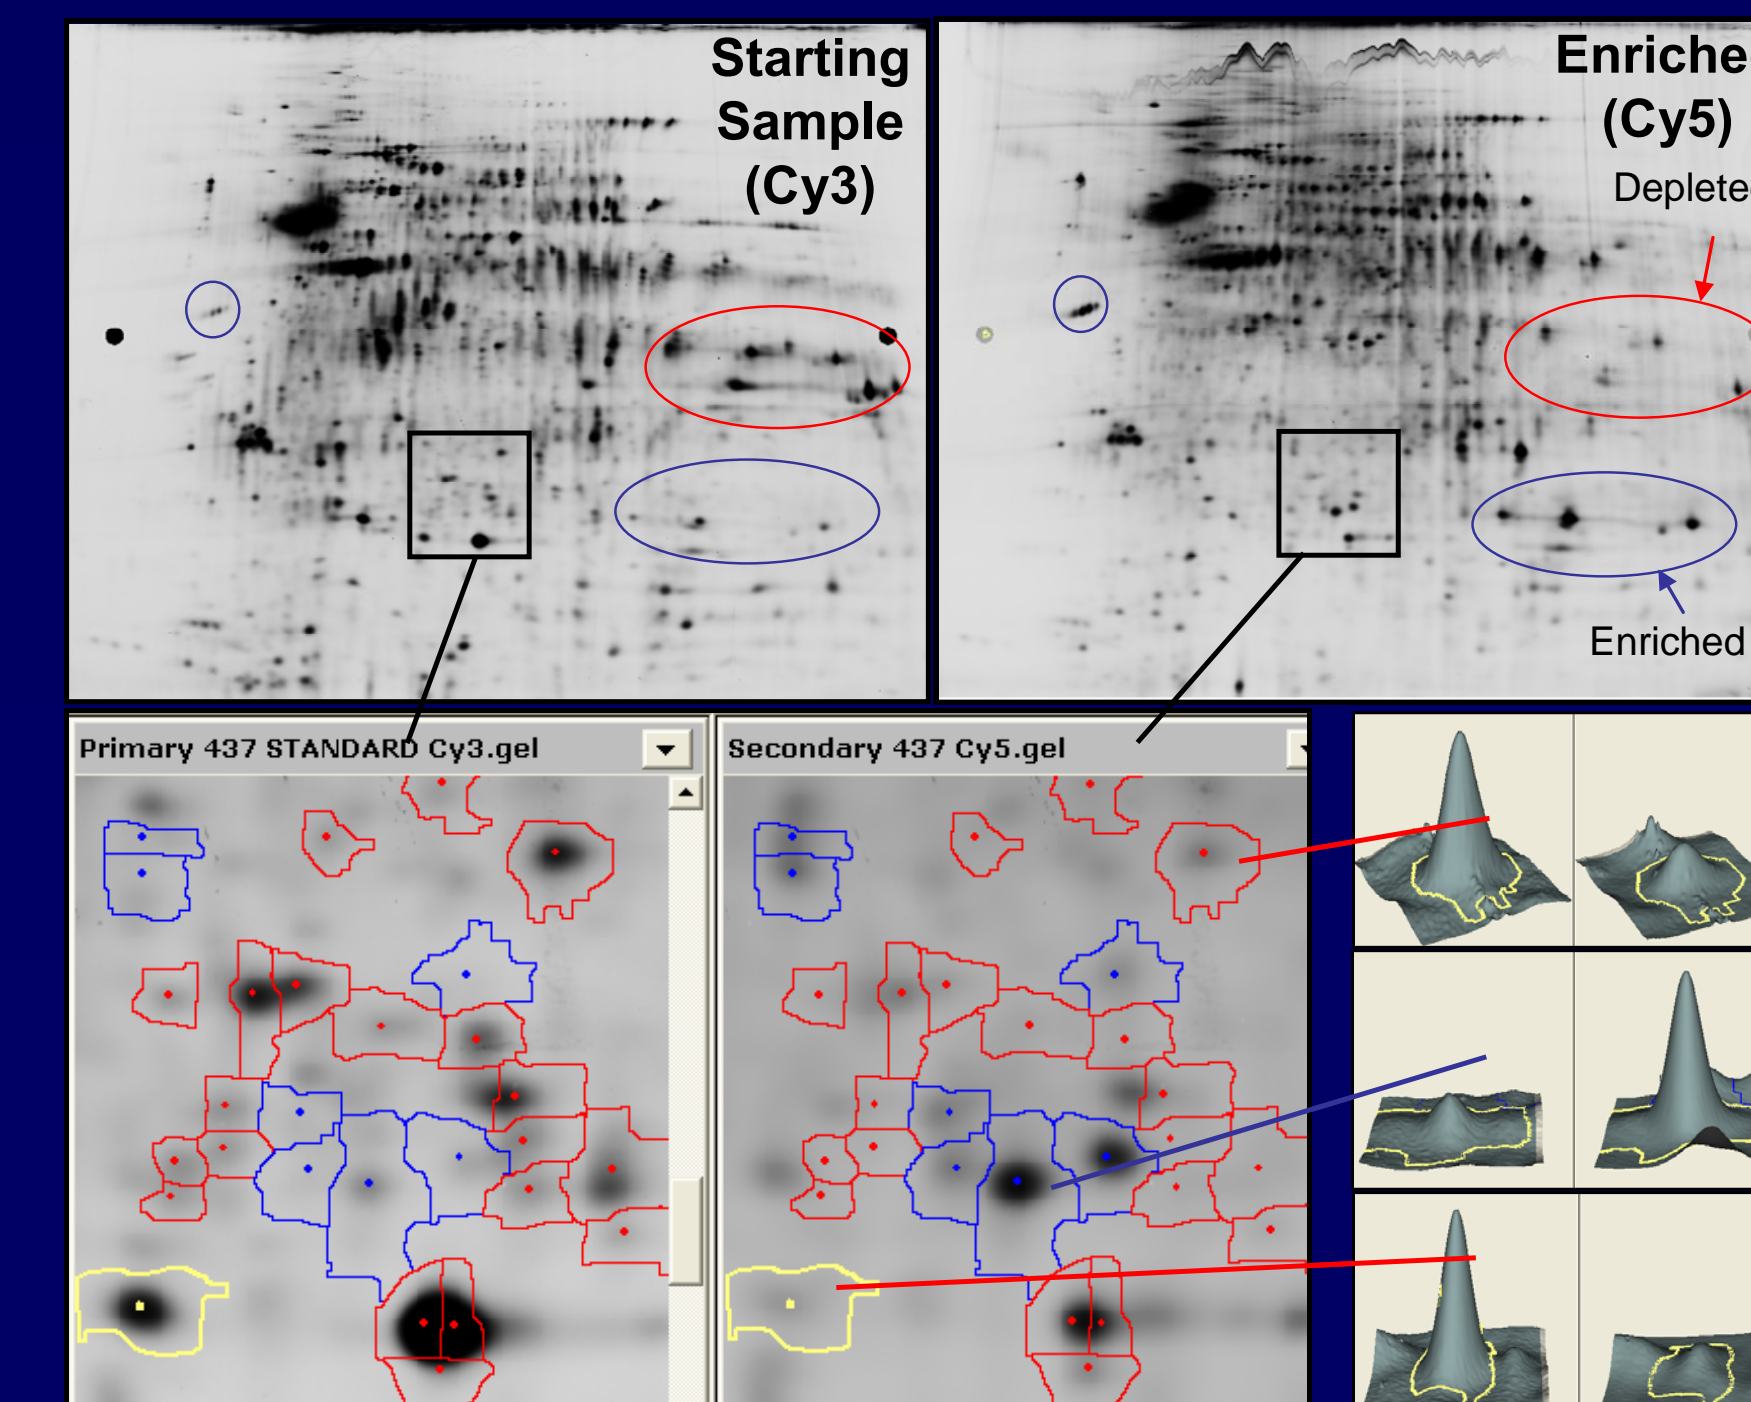 Starting
Sample
(Cy3)
Enriche
(Cy5)
Deplete
Enriched
Primary 437 STANDARD Cy3.gel
Secondary 437 Cy5.gel